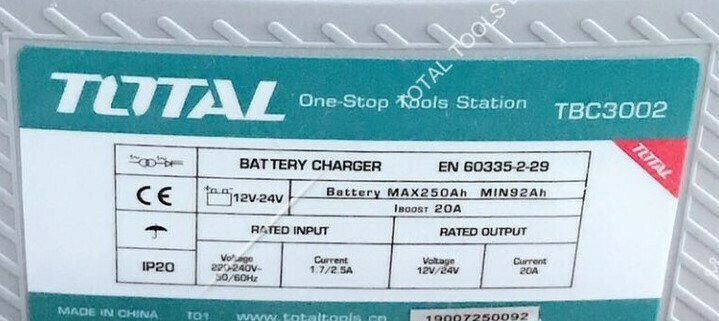 TOTAL TOOLS
TOTAL One-Stop Tools Station TBC3002
TOTAL
BATTERY CHARGER EN 60335-2-29
CE 12V-24V Battery MAX250Ah MIN92Ah
IBOOST 20A
RATED INPUT RATED OUTPUT
IP20 Voltage Current Voltage Current
220-240V~ 1.7/2.5A 12V/24V 20A
50/60Hz
MADE IN CHINA T01 www.totaltools.cn 19007250092